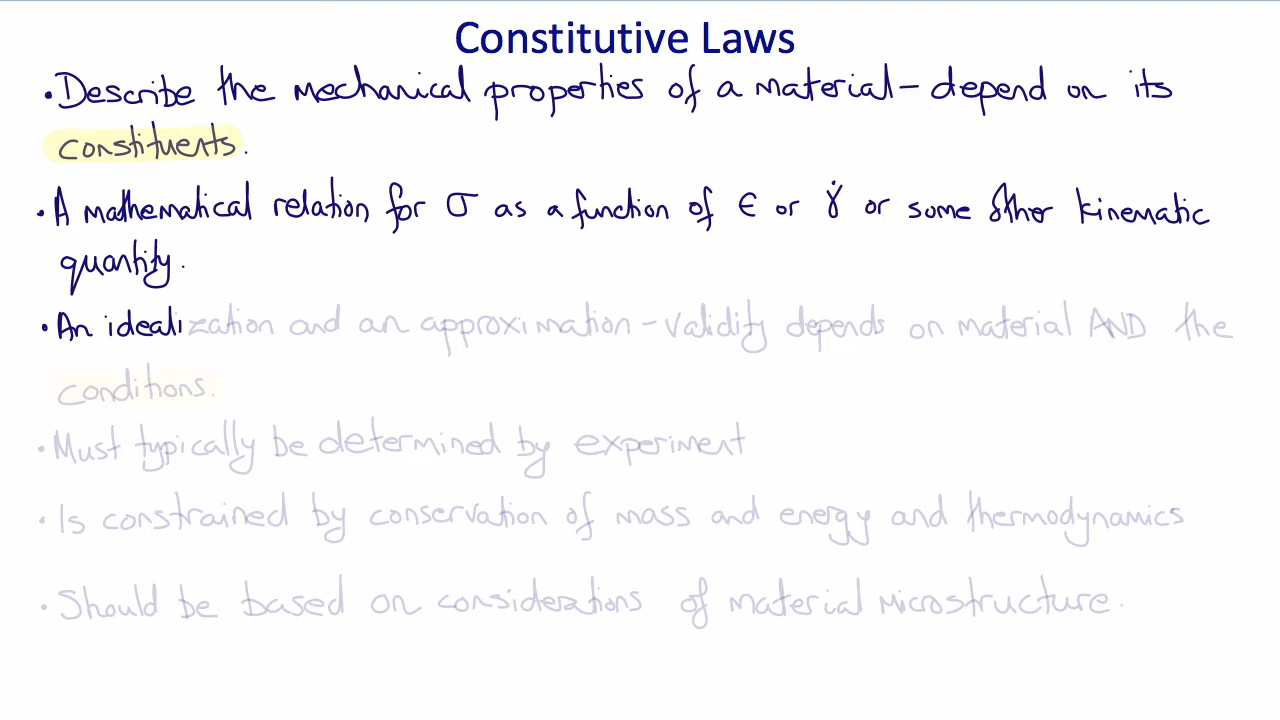 Constitutive Laws
• Describe the mechanical properties of a material – depend on its
constituents.
• A mathematical relation for σ as a function of ϵ or γ̇ or some other kinematic
quantity.
• An idealization and an approximation – validity depends on material AND the
conditions.
• Must typically be determined by experiment
• Is constrained by conservation of mass and energy and thermodynamics
• Should be based on considerations of material microstructure.